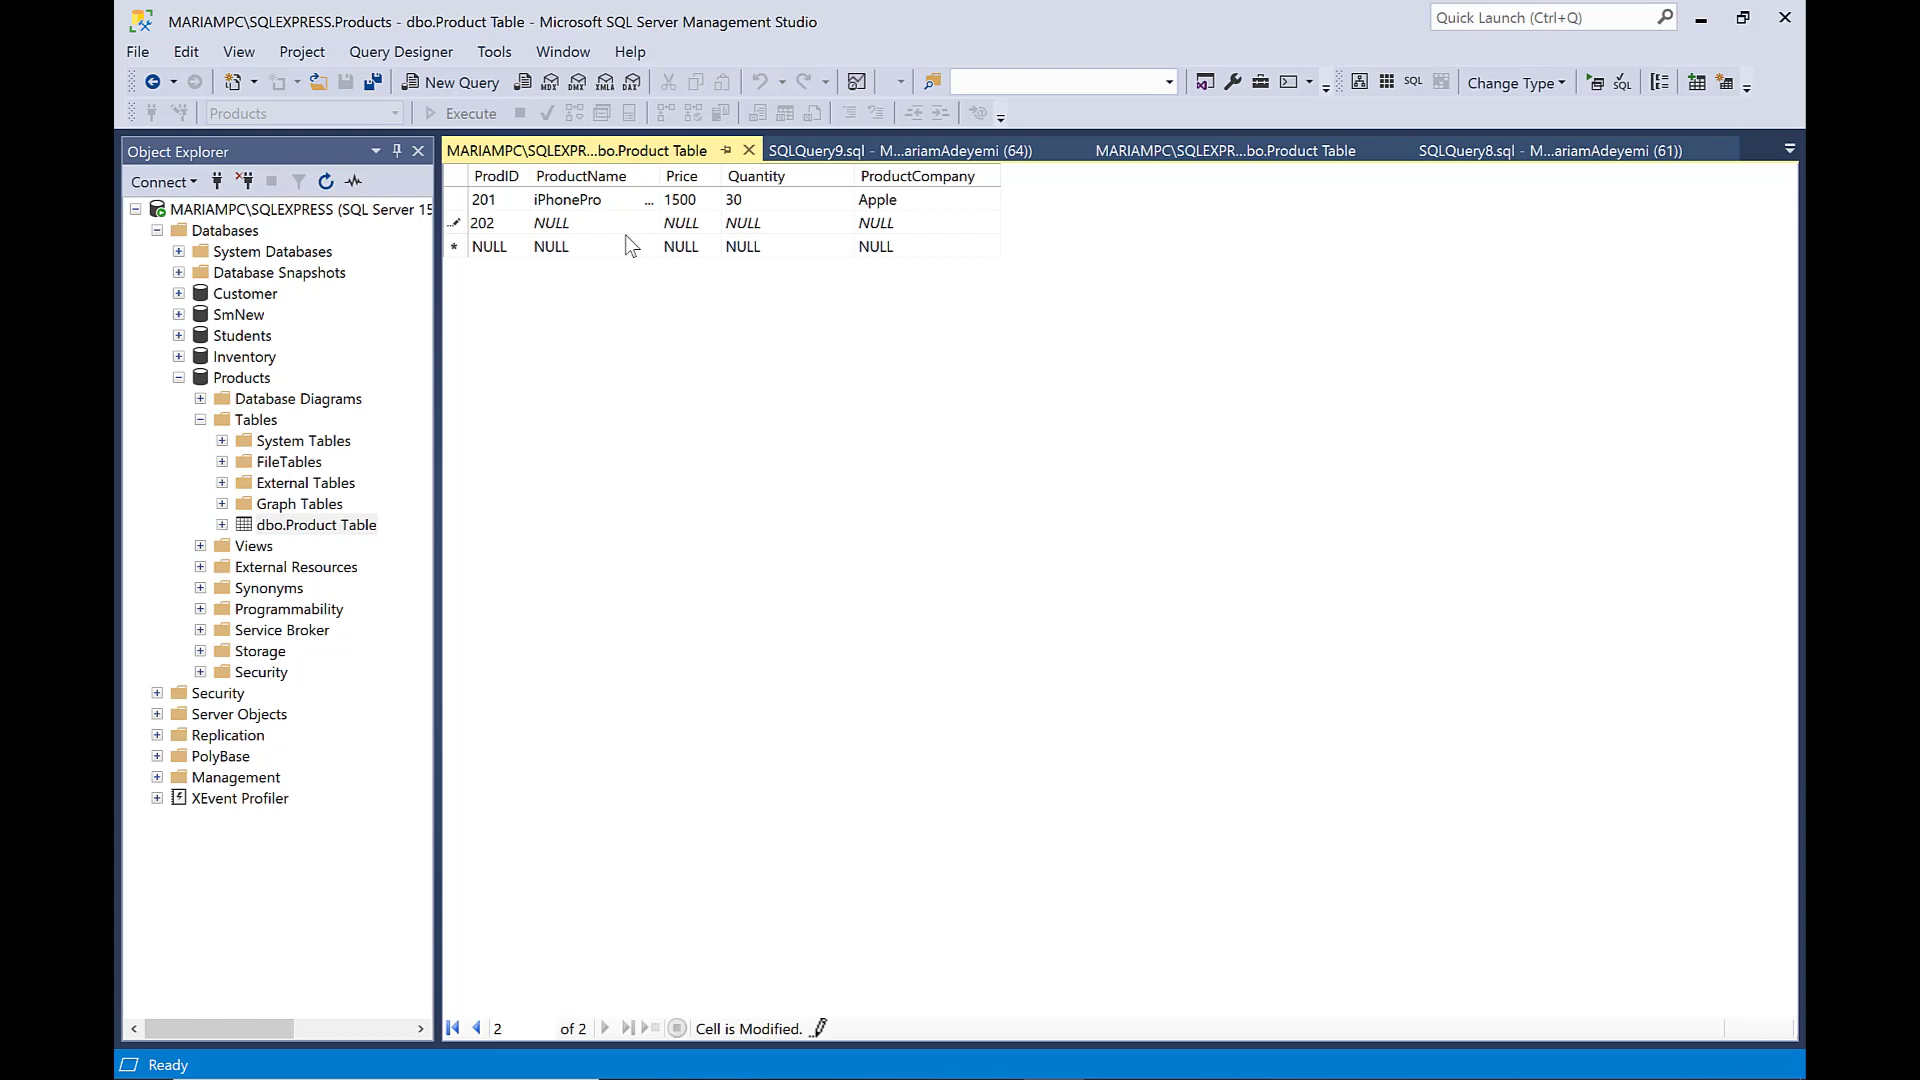 MARIAMPC\SQLEXPRESS.Products - dbo.Product Table - Microsoft SQL Server Management Studio
Quick Launch (Ctrl+Q)
File Edit View Project Query Designer Tools Window Help
New Query MDX DMX XMLA DAX SQL Change Type SQL
Products Execute
Object Explorer
MARIAMPC\SQLEXPR...bo.Product Table
SQLQuery9.sql - M...ariamAdeyemi (64))
MARIAMPC\SQLEXPR...bo.Product Table
SQLQuery8.sql - M...ariamAdeyemi (61))
Connect
MARIAMPC\SQLEXPRESS (SQL Server 15
Databases
System Databases
Database Snapshots
Customer
SmNew
Students
Inventory
Products
Database Diagrams
Tables
System Tables
FileTables
External Tables
Graph Tables
dbo.Product Table
Views
External Resources
Synonyms
Programmability
Service Broker
Storage
Security
Security
Server Objects
Replication
PolyBase
Management
XEvent Profiler
ProdID ProductName Price Quantity ProductCompany
201 iPhonePro ... 1500 30 Apple
202 NULL NULL NULL NULL
* NULL NULL NULL NULL NULL
2 of 2 Cell is Modified.
Ready